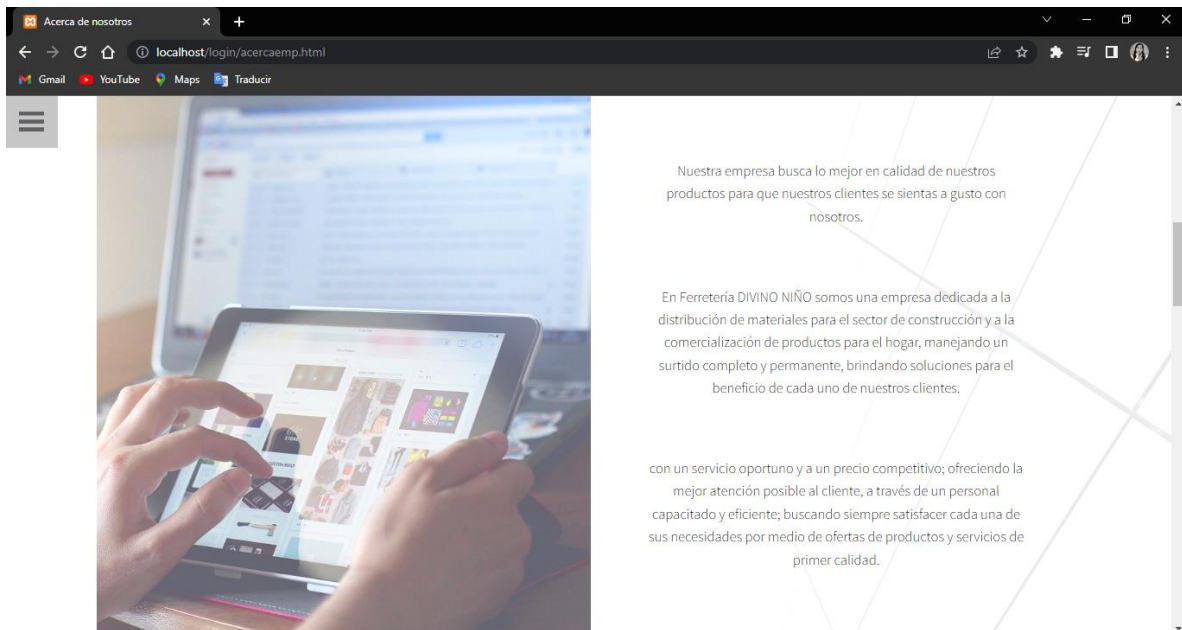 Acerca de nosotros
localhost/login/acercaemp.html
Gmail YouTube Maps Traducir
Nuestra empresa busca lo mejor en calidad de nuestros
productos para que nuestros clientes se sientas a gusto con
nosotros.
En Ferretería DIVINO NIÑO somos una empresa dedicada a la
distribución de materiales para el sector de construcción y a la
comercialización de productos para el hogar, manejando un
surtido completo y permanente, brindando soluciones para el
beneficio de cada uno de nuestros clientes.
con un servicio oportuno y a un precio competitivo; ofreciendo la
mejor atención posible al cliente, a través de un personal
capacitado y eficiente; buscando siempre satisfacer cada una de
sus necesidades por medio de ofertas de productos y servicios de
primer calidad.